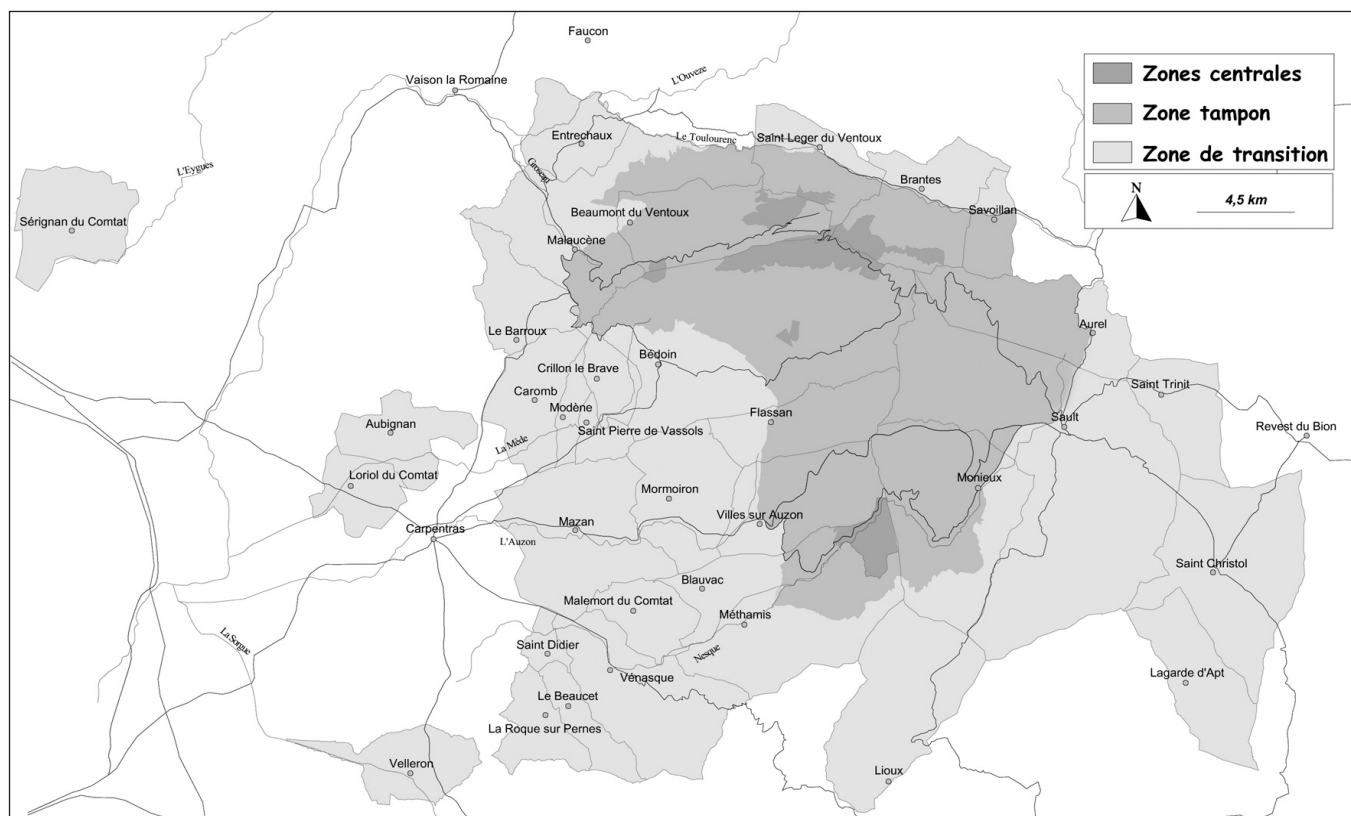 Faucon
Vaison la Romaine
L'Ouveze
Zones centrales
Zone tampon
Zone de transition
N
4,5 km
Entrechaux
Le Toulourenc
Saint Leger du Ventoux
L'Eygues
Groseau
Brantes
Sérignan du Comtat
Beaumont du Ventoux
Savoillan
Malaucène
Le Barroux
Aurel
Bédoin
Crillon le Brave
Caromb
Saint Trinit
Modène
Flassan
Sault
Aubignan
Saint Pierre de Vassols
Revest du Bion
La Mède
Loriol du Comtat
Monieux
Mormoiron
Mazan
Villes sur Auzon
Carpentras
L'Auzon
Saint Christol
Blauvac
Malemort du Comtat
Méthamis
La Sorgue
Saint Didier
Nesque
Vénasque
Lagarde d'Apt
Le Beaucet
La Roque sur Pernes
Velleron
Lioux